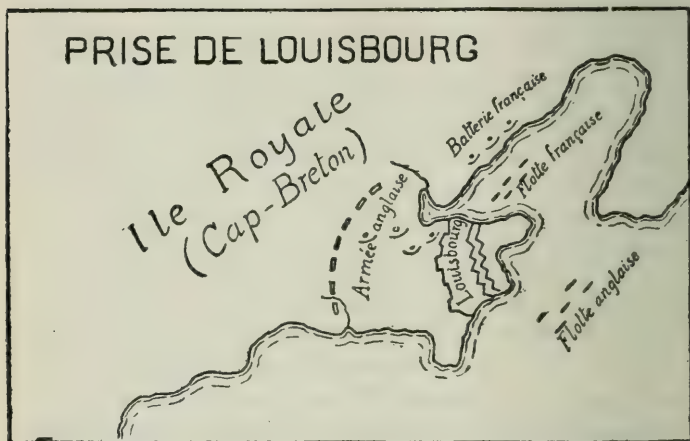 PRISE DE LOUISBOURG
Ile Royale
(Cap-Breton)
Batterie française
Flotte française
Armée anglaise
Louisbourg
Flotte anglaise